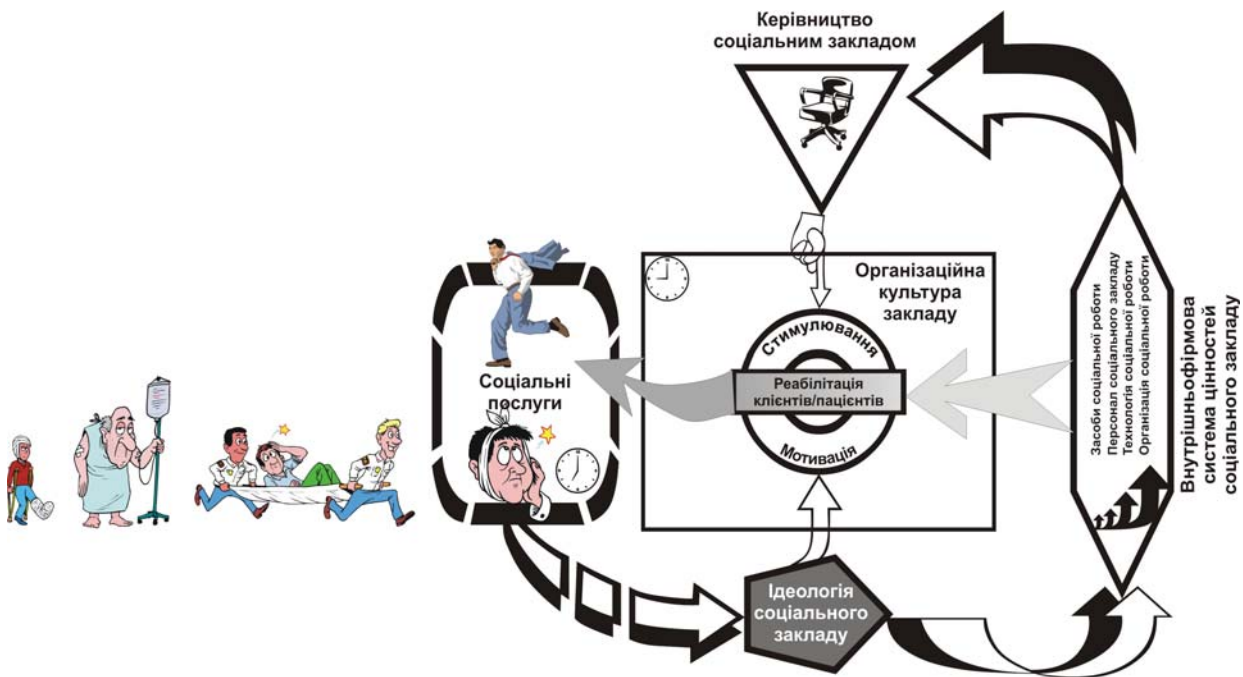 Керівництво
соціальним закладом
Організаційна
культура
закладу
Стимулювання
Реабілітація
клієнтів/пацієнтів
Мотивація
Соціальні
послуги
Ідеологія
соціального
закладу
Засоби соціальної роботи
Персонал соціального закладу
Технологія соціальної роботи
Організація соціальної роботи
Внутрішньофірмова
система цінностей
соціального закладу